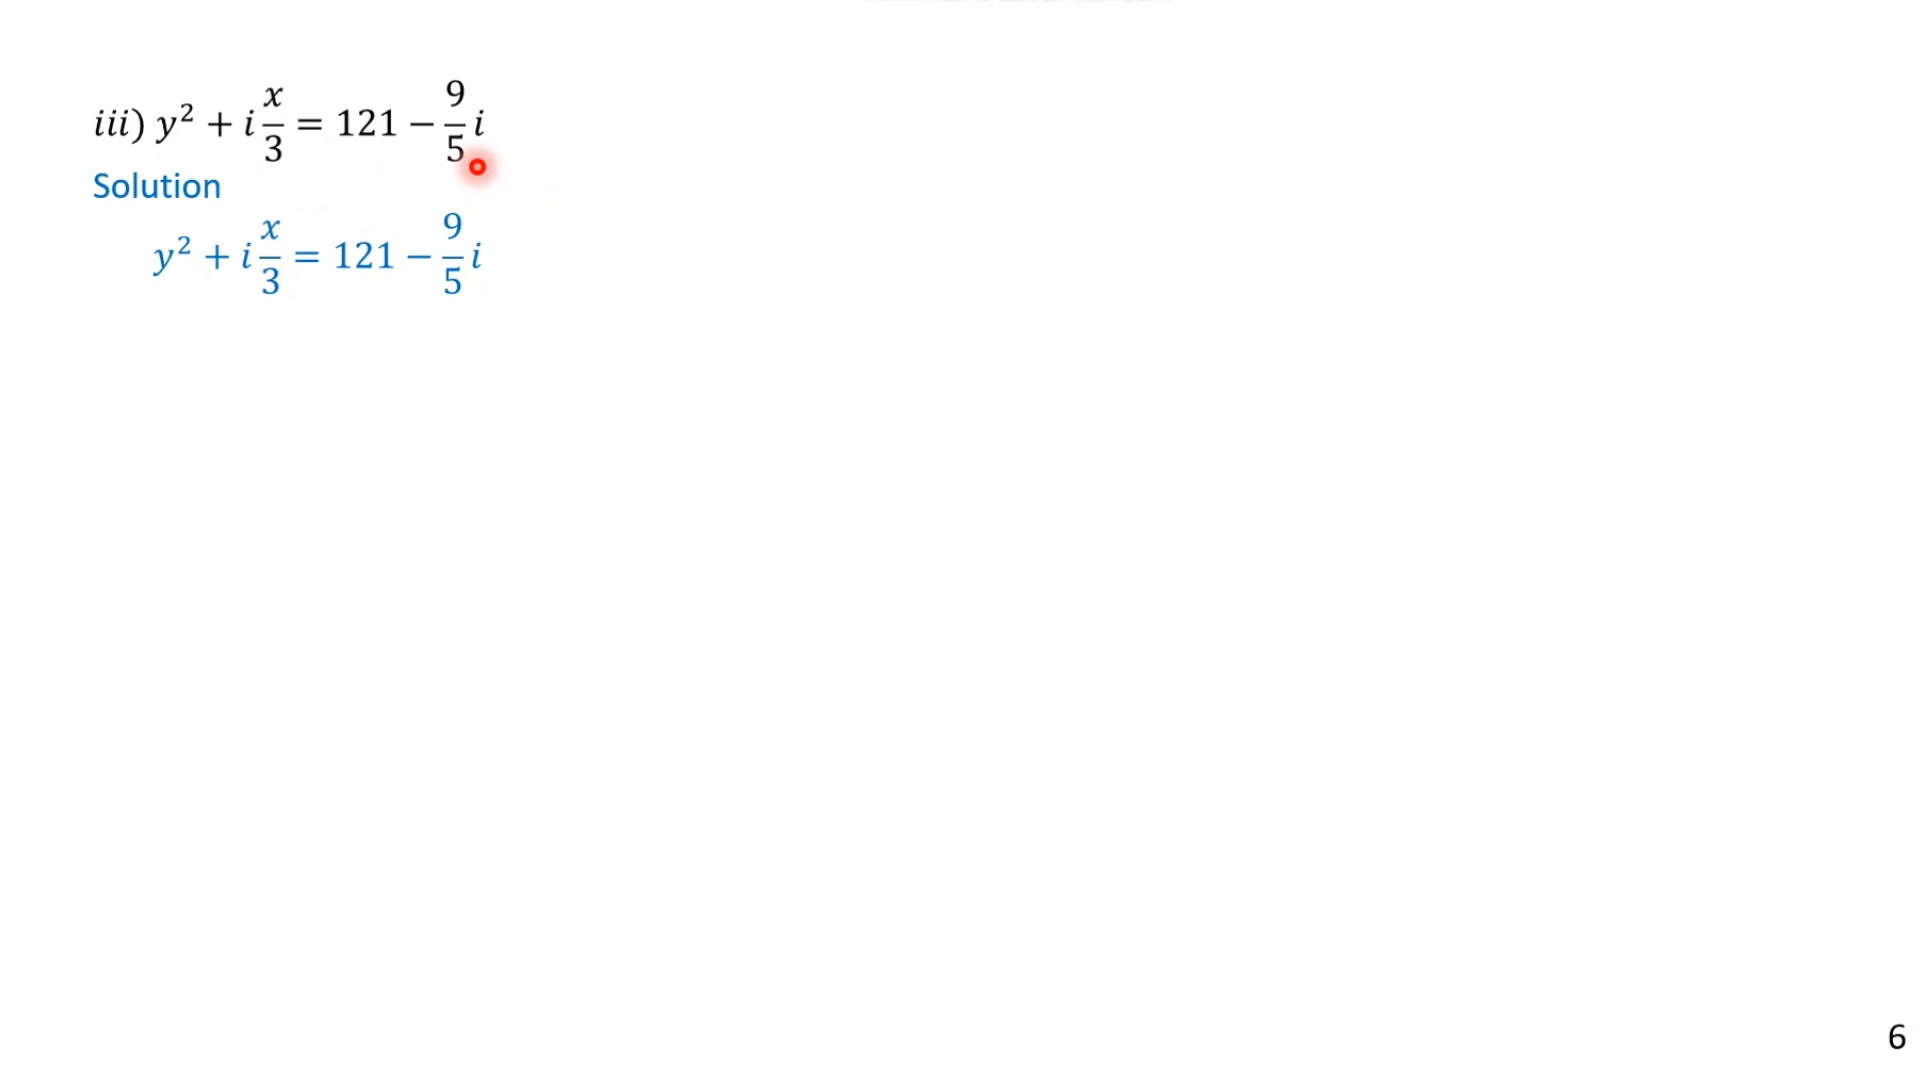 iii) y² + i x/3 = 121 − 9/5 i
Solution
y² + i x/3 = 121 − 9/5 i
6